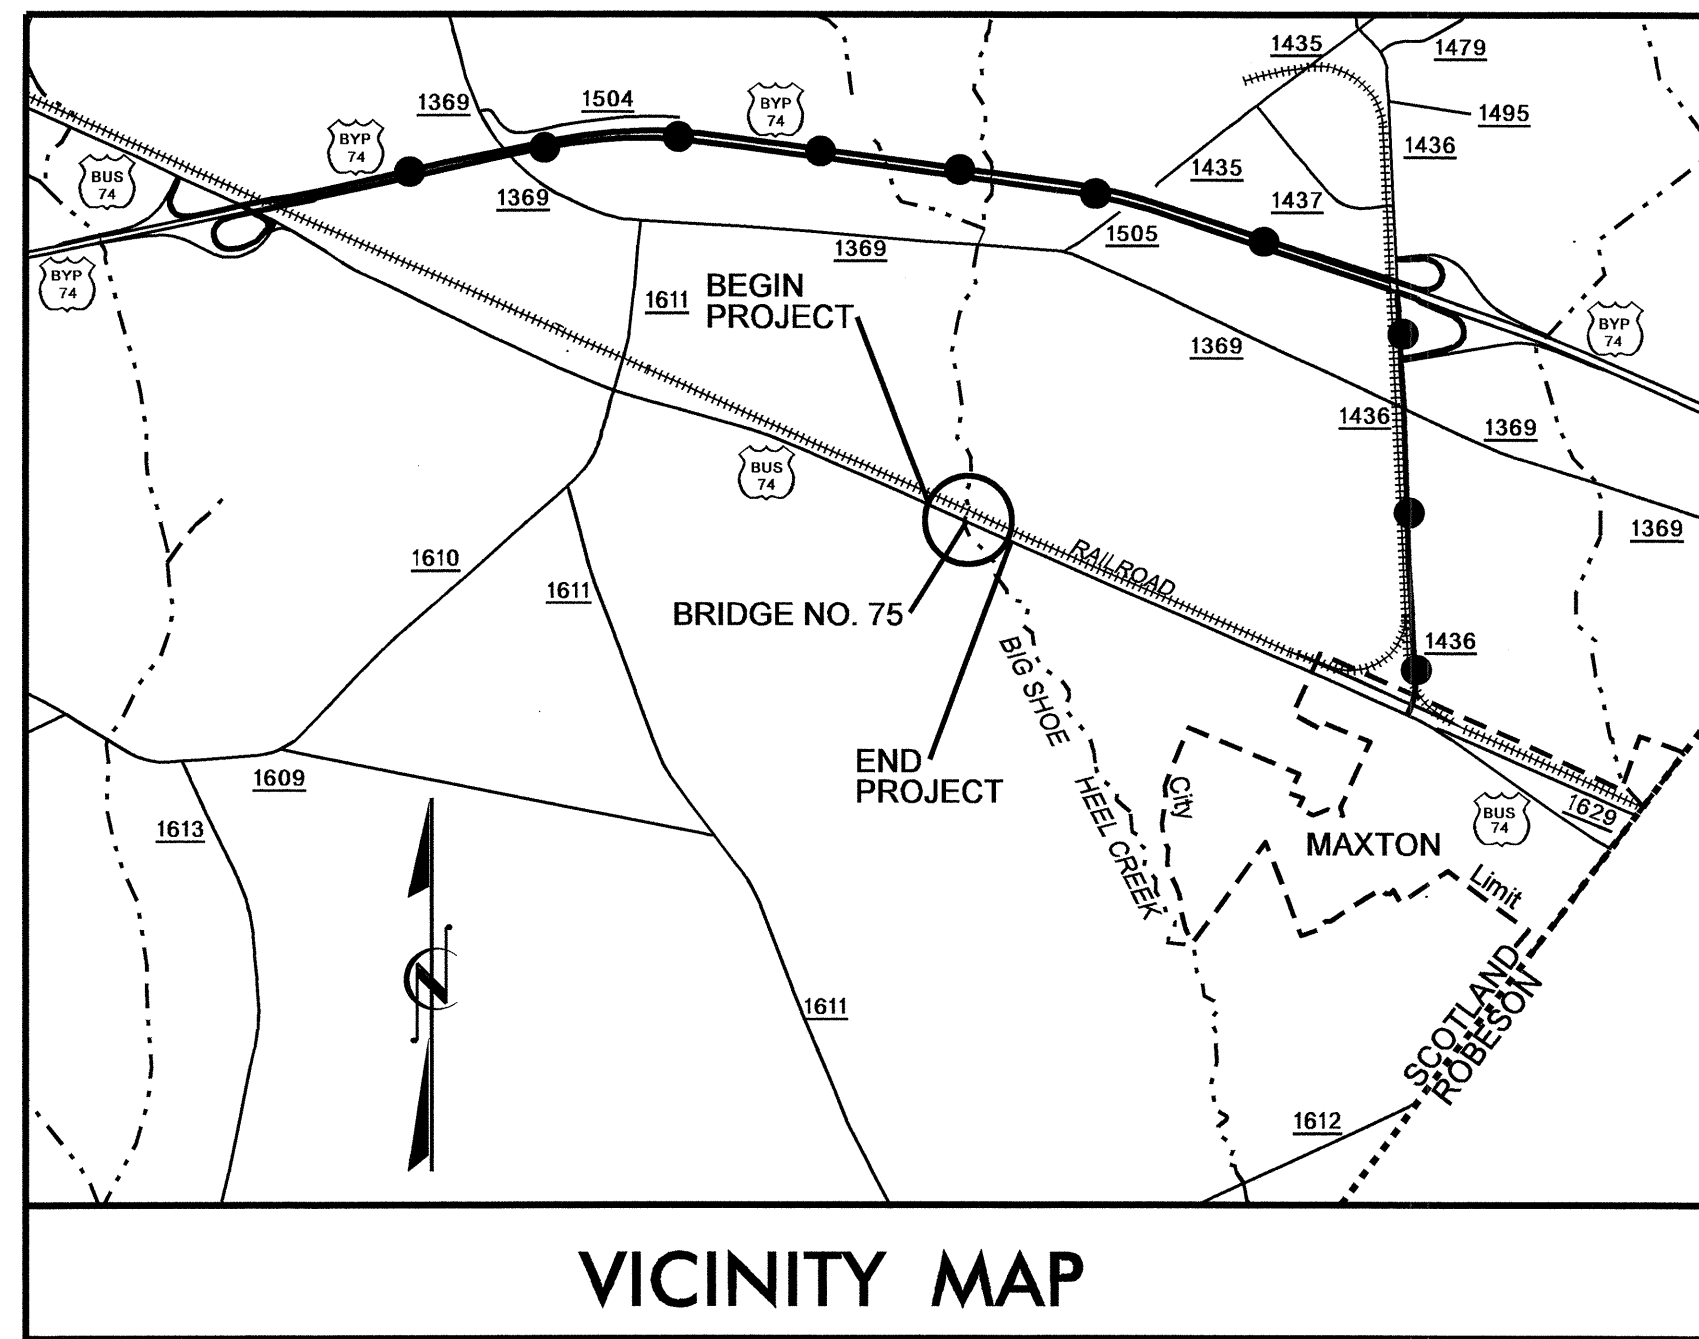 1435
1479
1369
1504
BYP
74
1495
BYP
74
1436
BUS
74
1435
1369
1437
1505
1369
BYP
74
1611
BEGIN
PROJECT
BYP
74
1369
1436
1369
BUS
74
1369
1610
1611
RAILROAD
BRIDGE NO. 75
1436
BIG SHOE HEEL CREEK
END
PROJECT
1609
City
1629
BUS
74
1613
MAXTON
Limit
SCOTLAND
ROBESON
N
1611
1612
VICINITY MAP